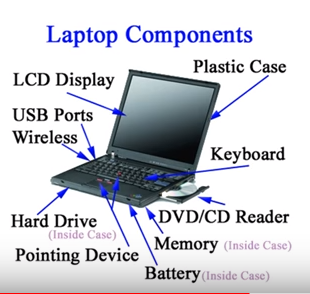 Laptop Components
Plastic Case
LCD Display
USB Ports
Wireless
Keyboard
DVD/CD Reader
Hard Drive
(Inside Case)
Memory (Inside Case)
Pointing Device
Battery (Inside Case)